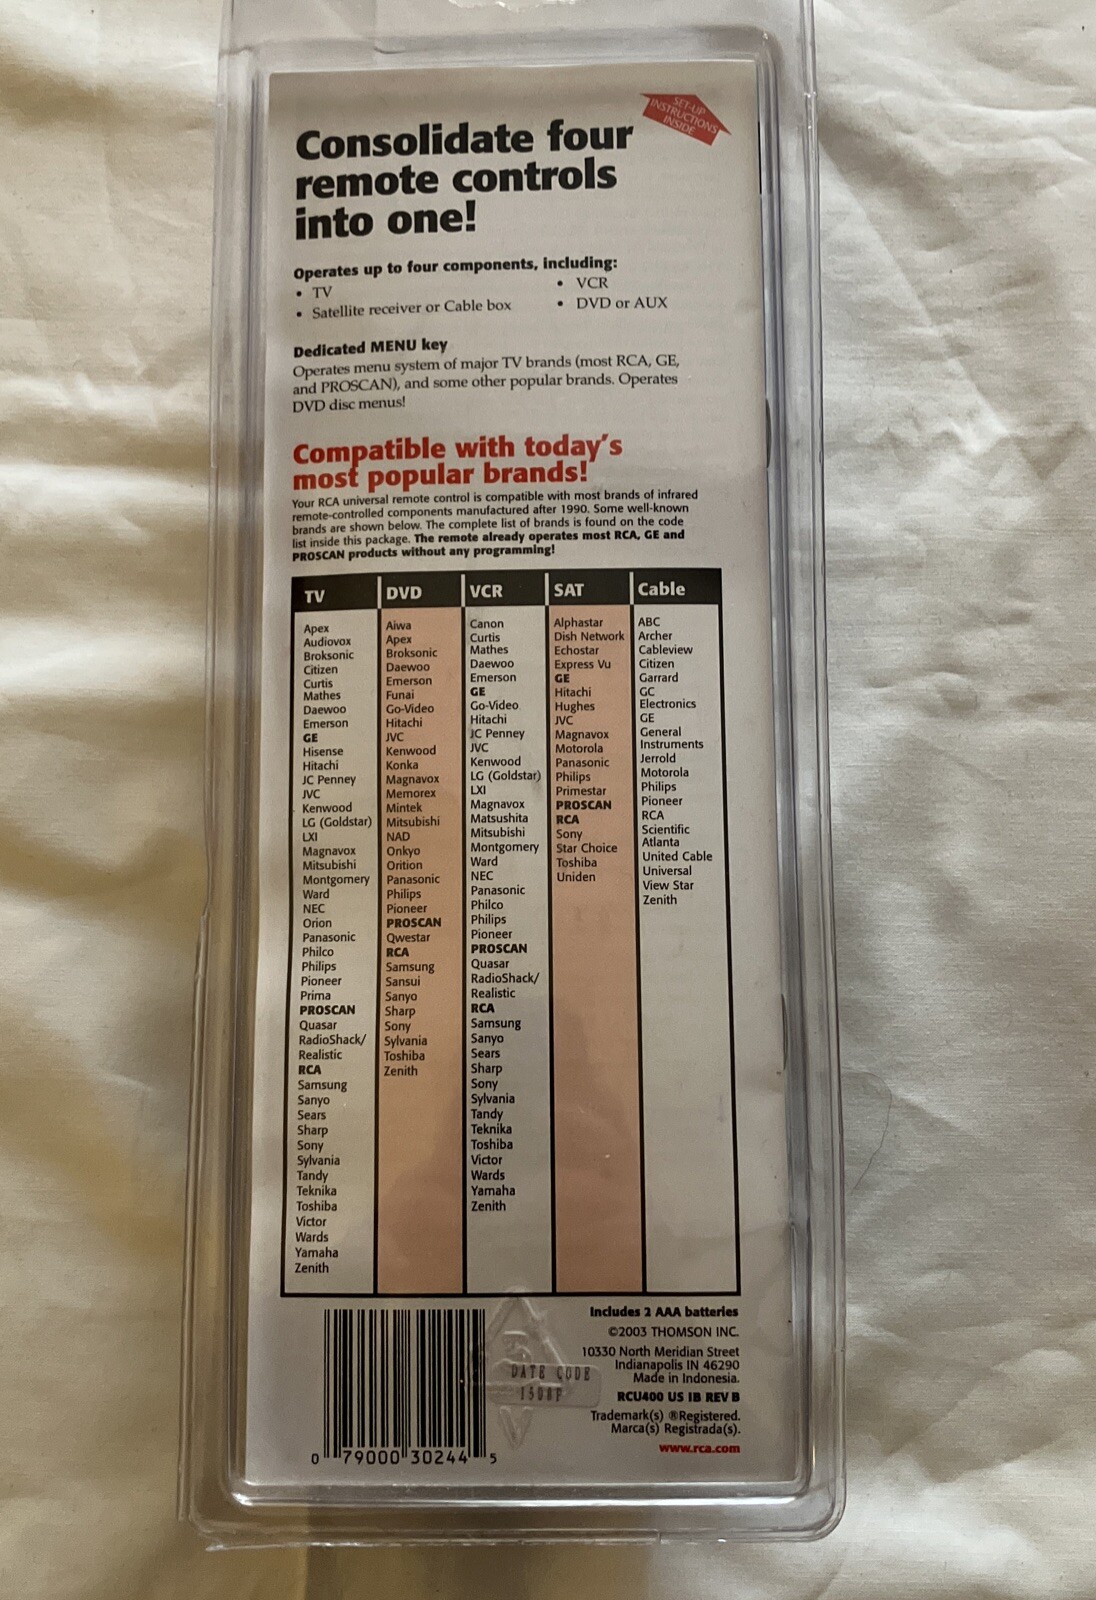 SET-UP
INSTRUCTIONS
INSIDE
Consolidate four
remote controls
into one!
Operates up to four components, including:
• TV
• Satellite receiver or Cable box
• VCR
• DVD or AUX
Dedicated MENU key
Operates menu system of major TV brands (most RCA, GE,
and PROSCAN), and some other popular brands. Operates
DVD disc menus!
Compatible with today's
most popular brands!
Your RCA universal remote control is compatible with most brands of infrared
remote-controlled components manufactured after 1990. Some well-known
brands are shown below. The complete list of brands is found on the code
list inside this package. The remote already operates most RCA, GE and
PROSCAN products without any programming!
TV
Apex
Audiovox
Broksonic
Citizen
Curtis
Mathes
Daewoo
Emerson
GE
Hisense
Hitachi
JC Penney
JVC
Kenwood
LG (Goldstar)
LXI
Magnavox
Mitsubishi
Montgomery
Ward
NEC
Orion
Panasonic
Philco
Philips
Pioneer
Prima
PROSCAN
Quasar
RadioShack/
Realistic
RCA
Samsung
Sanyo
Sears
Sharp
Sony
Sylvania
Tandy
Teknika
Toshiba
Victor
Wards
Yamaha
Zenith
DVD
Aiwa
Apex
Broksonic
Daewoo
Emerson
Funai
Go-Video
Hitachi
JVC
Kenwood
Konka
Magnavox
Memorex
Mintek
Mitsubishi
NAD
Onkyo
Orition
Panasonic
Philips
Pioneer
PROSCAN
Qwestar
RCA
Samsung
Sansui
Sanyo
Sharp
Sony
Sylvania
Toshiba
Zenith
VCR
Canon
Curtis
Mathes
Daewoo
Emerson
GE
Go-Video
Hitachi
JC Penney
JVC
Kenwood
LG (Goldstar)
LXI
Magnavox
Matsushita
Mitsubishi
Montgomery
Ward
NEC
Panasonic
Philco
Philips
Pioneer
PROSCAN
Quasar
RadioShack/
Realistic
RCA
Samsung
Sanyo
Sears
Sharp
Sony
Sylvania
Tandy
Teknika
Toshiba
Victor
Wards
Yamaha
Zenith
SAT
Alphastar
Dish Network
Echostar
Express Vu
GE
Hitachi
Hughes
JVC
Magnavox
Motorola
Panasonic
Philips
Primestar
PROSCAN
RCA
Sony
Star Choice
Toshiba
Uniden
Cable
ABC
Archer
Cableview
Citizen
Garrard
GC
Electronics
GE
General
Instruments
Jerrold
Motorola
Philips
Pioneer
RCA
Scientific
Atlanta
United Cable
Universal
View Star
Zenith
0 79000 30244 5
DATE CODE
Includes 2 AAA batteries
©2003 THOMSON INC.
10330 North Meridian Street
Indianapolis IN 46290
Made in Indonesia.
RCU400 US IB REV B
Trademark(s) ®Registered.
Marca(s) Registrada(s).
www.rca.com